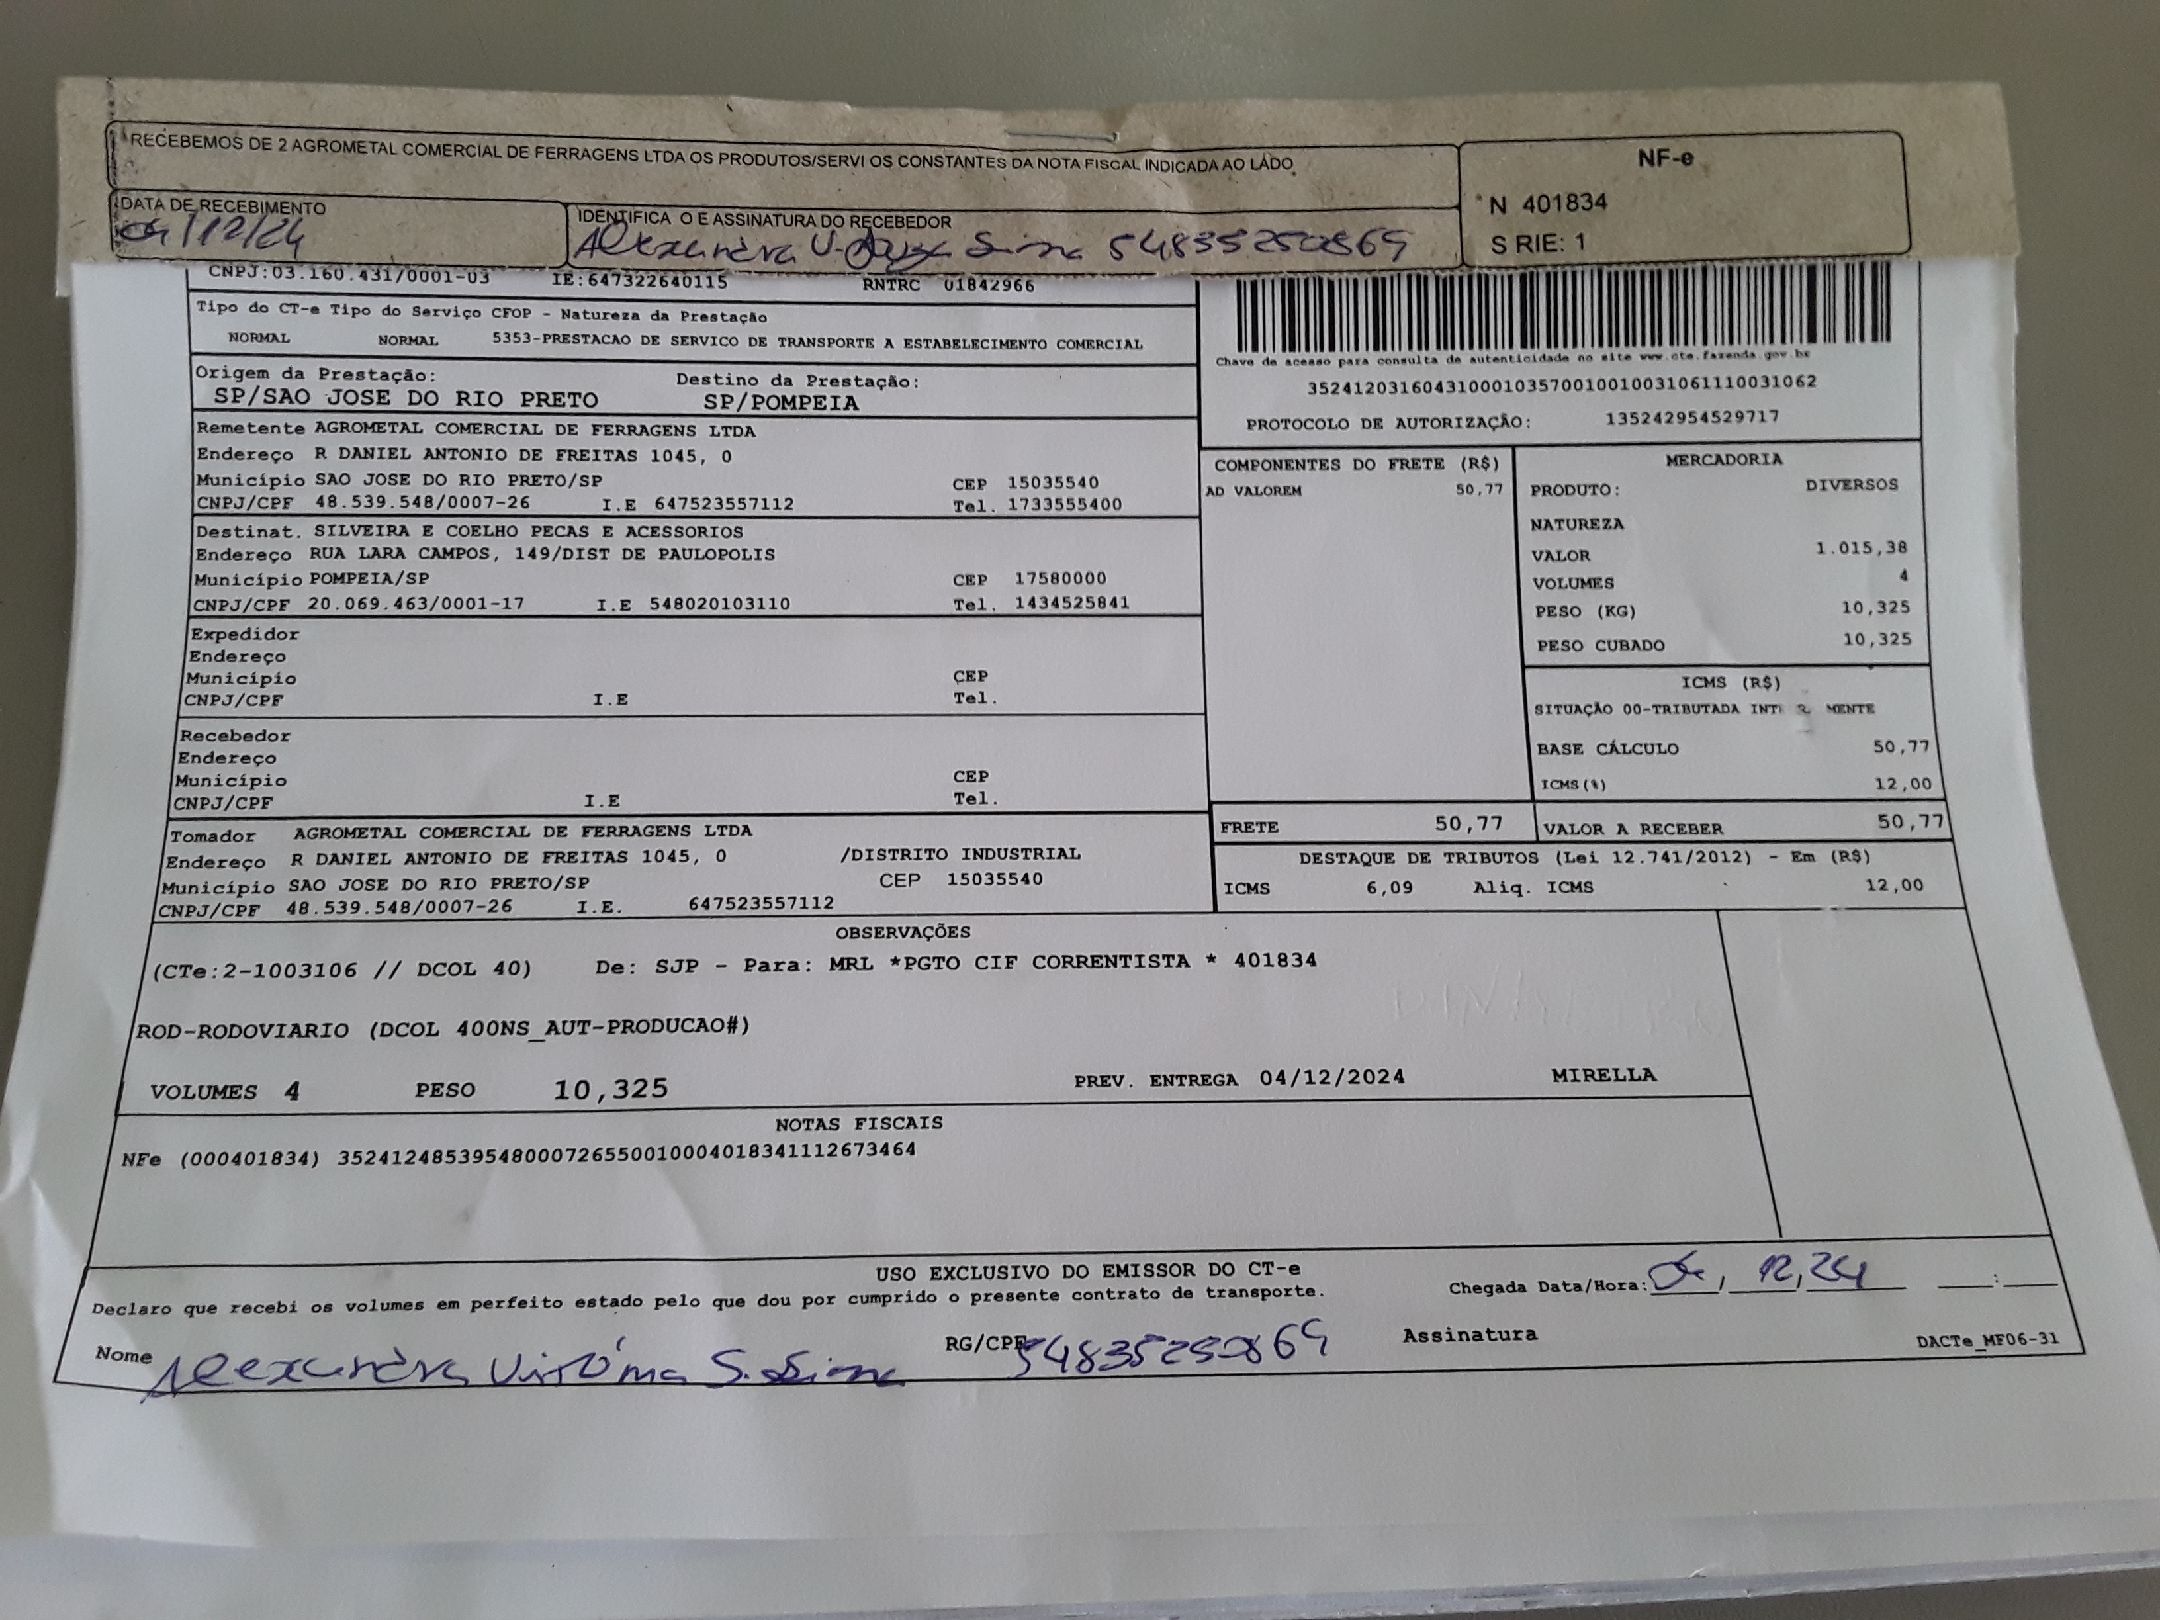 RECEBEMOS DE 2 AGROMETAL COMERCIAL DE FERRAGENS LTDA OS PRODUTOS/SERVI OS CONSTANTES DA NOTA FISCAL INDICADA AO LADO
NF-e
N 401834
S RIE: 1
DATA DE RECEBIMENTO
04/12/24
IDENTIFICA O E ASSINATURA DO RECEBEDOR
CNPJ:03.160.431/0001-03 IE:647322640115 RNTRC 01842966
Tipo do CT-e Tipo do Serviço CFOP - Natureza da Prestação
NORMAL NORMAL 5353-PRESTACAO DE SERVICO DE TRANSPORTE A ESTABELECIMENTO COMERCIAL
Origem da Prestação: Destino da Prestação:
SP/SAO JOSE DO RIO PRETO SP/POMPEIA
Remetente AGROMETAL COMERCIAL DE FERRAGENS LTDA
Endereço R DANIEL ANTONIO DE FREITAS 1045, 0
Município SAO JOSE DO RIO PRETO/SP CEP 15035540
CNPJ/CPF 48.539.548/0007-26 I.E 647523557112 Tel. 1733555400
Destinat. SILVEIRA E COELHO PECAS E ACESSORIOS
Endereço RUA LARA CAMPOS, 149/DIST DE PAULOPOLIS
Município POMPEIA/SP CEP 17580000
CNPJ/CPF 20.069.463/0001-17 I.E 548020103110 Tel. 1434525841
Expedidor
Endereço
Município CEP
CNPJ/CPF I.E Tel.
Recebedor
Endereço
Município CEP
CNPJ/CPF I.E Tel.
Tomador AGROMETAL COMERCIAL DE FERRAGENS LTDA
Endereço R DANIEL ANTONIO DE FREITAS 1045, 0 /DISTRITO INDUSTRIAL
Município SAO JOSE DO RIO PRETO/SP CEP 15035540
CNPJ/CPF 48.539.548/0007-26 I.E. 647523557112
Chave de acesso para consulta de autenticidade no site www.cte.fazenda.gov.br
35241203160431000103570010010031061110031062
PROTOCOLO DE AUTORIZAÇÃO: 135242954529717
COMPONENTES DO FRETE (R$)
AD VALOREM 50,77
MERCADORIA
PRODUTO: DIVERSOS
NATUREZA
VALOR 1.015,38
VOLUMES 4
PESO (KG) 10,325
PESO CUBADO 10,325
ICMS (R$)
SITUAÇÃO 00-TRIBUTADA
BASE CÁLCULO 50,77
ICMS(%) 12,00
FRETE 50,77 VALOR A RECEBER 50,77
DESTAQUE DE TRIBUTOS (Lei 12.741/2012) - Em (R$)
ICMS 6,09 Aliq. ICMS 12,00
OBSERVAÇÕES
(CTe:2-1003106 // DCOL 40) De: SJP - Para: MRL *PGTO CIF CORRENTISTA * 401834
ROD-RODOVIARIO (DCOL 400NS_AUT-PRODUCAO#)
VOLUMES 4 PESO 10,325 PREV. ENTREGA 04/12/2024 MIRELLA
NOTAS FISCAIS
NFe (000401834) 35241248539548000726550010004018341112673464
USO EXCLUSIVO DO EMISSOR DO CT-e
Declaro que recebi os volumes em perfeito estado pelo que dou por cumprido o presente contrato de transporte.
Chegada Data/Hora: 04, 12, 24 :
Nome RG/CPF Assinatura
DACTe_MF06-31